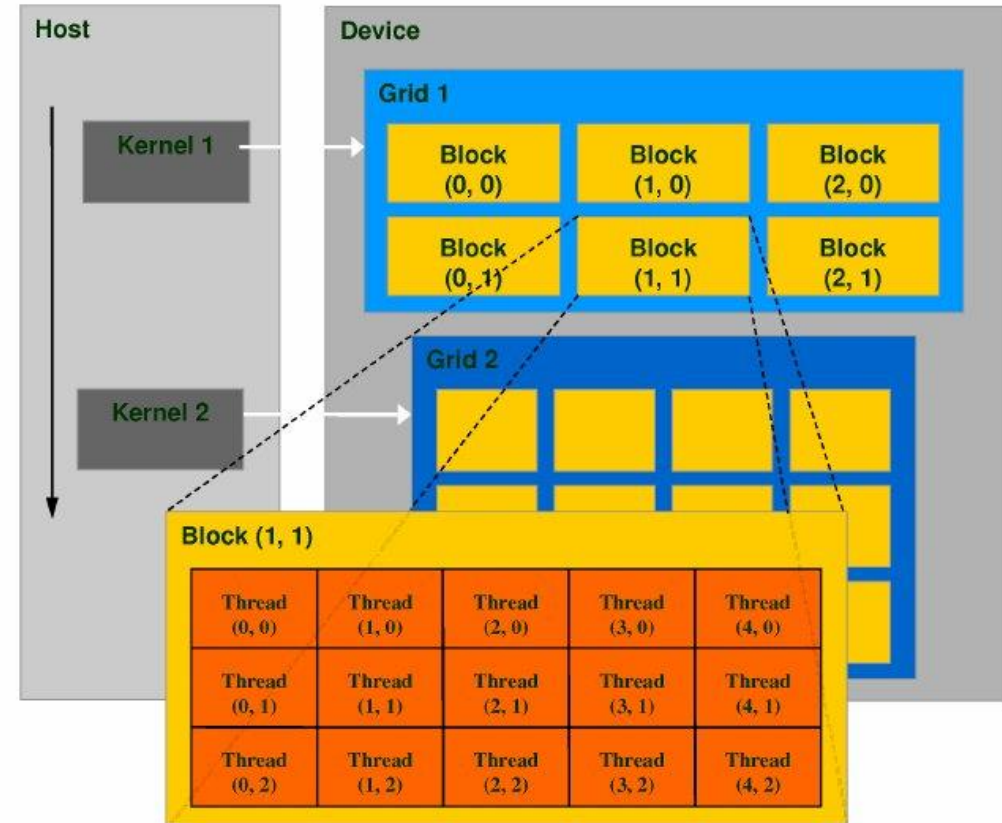 Host
Device
Kernel 1
Grid 1
Block
(0, 0)
Block
(1, 0)
Block
(2, 0)
Block
(0, 1)
Block
(1, 1)
Block
(2, 1)
Kernel 2
Grid 2
Block (1, 1)
Thread
(0, 0)
Thread
(1, 0)
Thread
(2, 0)
Thread
(3, 0)
Thread
(4, 0)
Thread
(0, 1)
Thread
(1, 1)
Thread
(2, 1)
Thread
(3, 1)
Thread
(4, 1)
Thread
(0, 2)
Thread
(1, 2)
Thread
(2, 2)
Thread
(3, 2)
Thread
(4, 2)